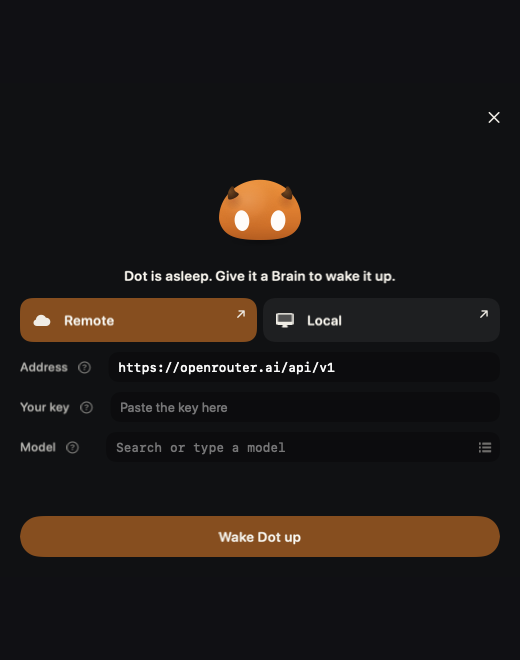 Dot is asleep. Give it a Brain to wake it up.
Remote
Local
Address ?
https://openrouter.ai/api/v1
Your key ?
Paste the key here
Model ?
Search or type a model
Wake Dot up